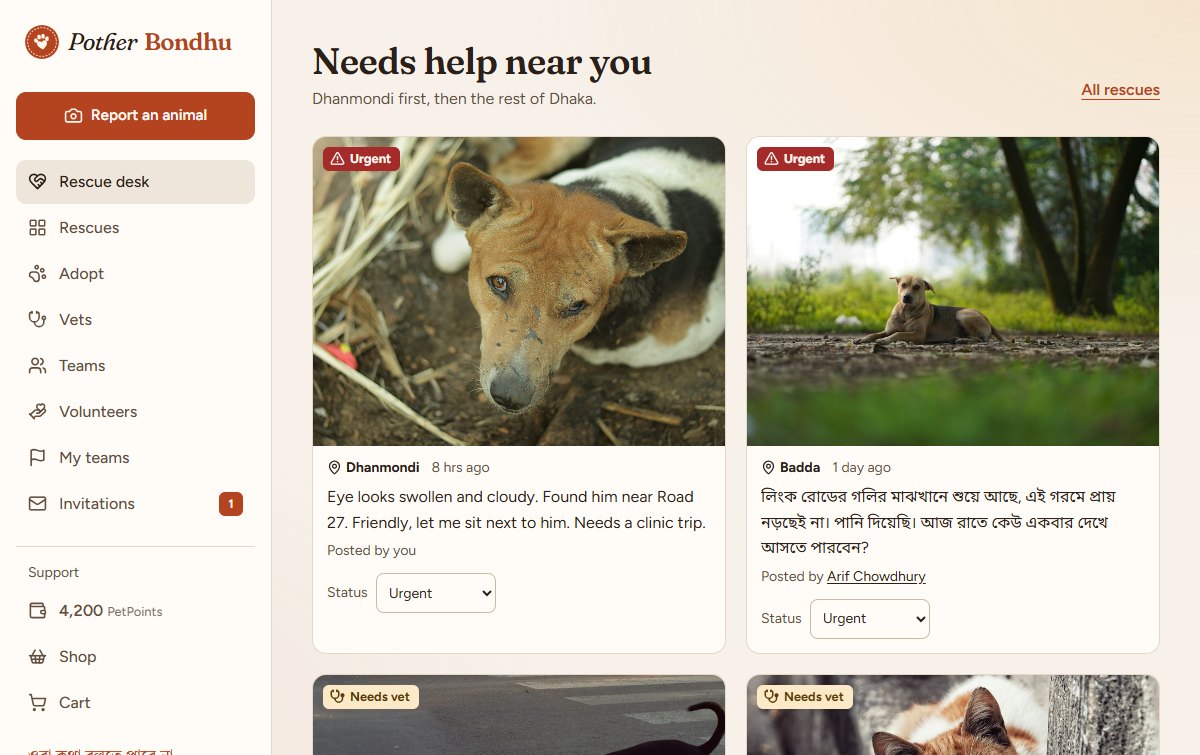 Pother Bondhu
Report an animal
Rescue desk
Rescues
Adopt
Vets
Teams
Volunteers
My teams
Invitations 1
Support
4,200 PetPoints
Shop
Cart
ওরা কথা বলতে পারে না
Needs help near you
Dhanmondi first, then the rest of Dhaka.
All rescues
Urgent
Dhanmondi 8 hrs ago
Eye looks swollen and cloudy. Found him near Road
27. Friendly, let me sit next to him. Needs a clinic trip.
Posted by you
Status Urgent
Urgent
Badda 1 day ago
লিংক রোডের গলির মাঝখানে শুয়ে আছে, এই গরমে প্রায়
নড়ছেই না। পানি দিয়েছি। আজ রাতে কেউ একবার দেখে
আসতে পারবেন?
Posted by Arif Chowdhury
Status Urgent
Needs vet
Needs vet